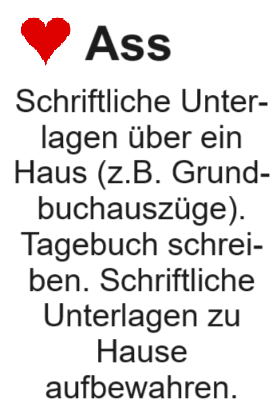 Ass
Schriftliche Unter-
lagen über ein
Haus (z.B. Grund-
buchauszüge).
Tagebuch schrei-
ben. Schriftliche
Unterlagen zu
Hause
aufbewahren.